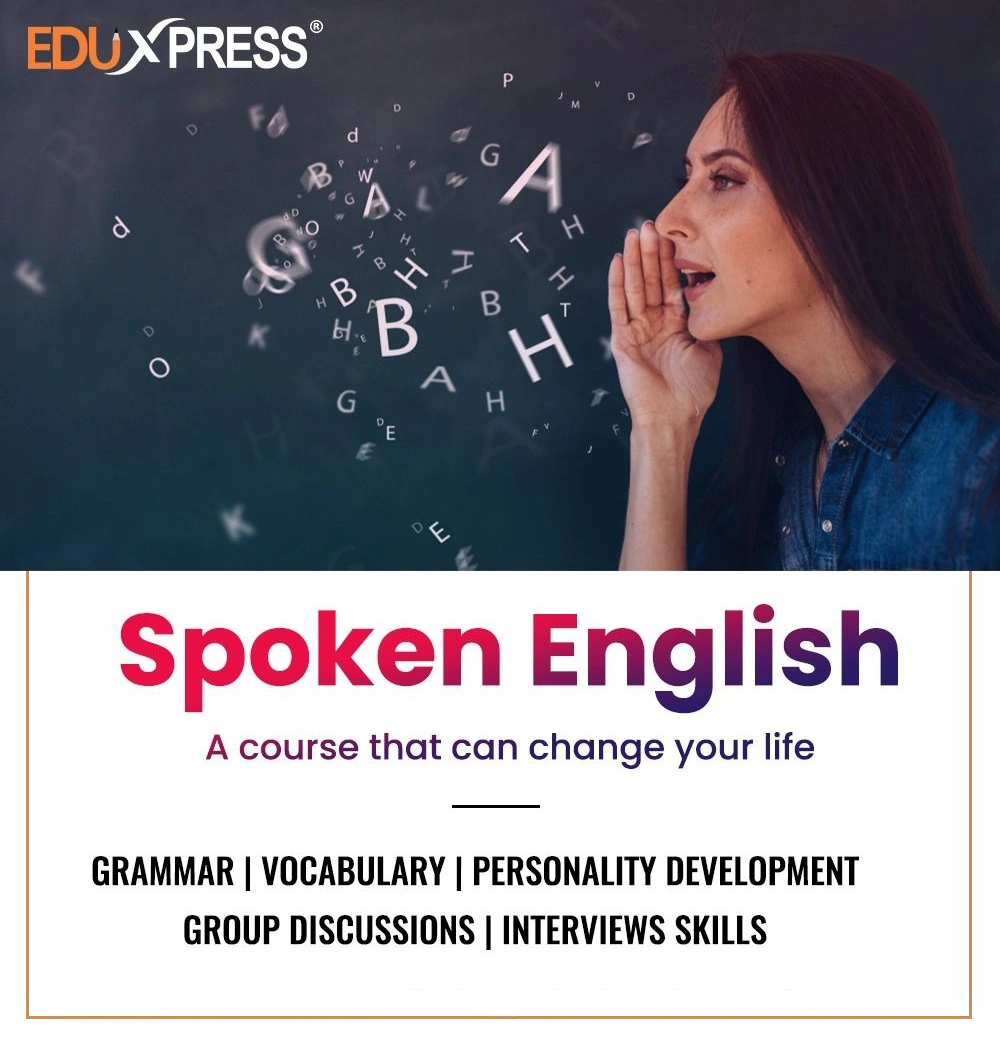 EDUXPRESS®
Spoken English
A course that can change your life
GRAMMAR | VOCABULARY | PERSONALITY DEVELOPMENT
GROUP DISCUSSIONS | INTERVIEWS SKILLS